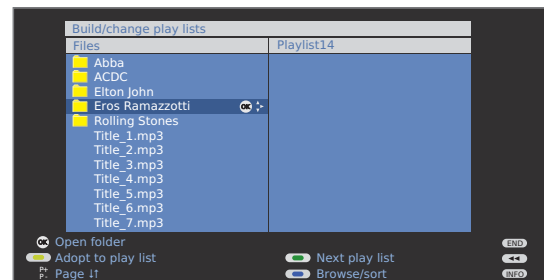 Build/change play lists
Files Playlist14
Abba
ACDC
Elton John
Eros Ramazzotti OK
Rolling Stones
Title_1.mp3
Title_2.mp3
Title_3.mp3
Title_4.mp3
Title_5.mp3
Title_6.mp3
Title_7.mp3
OK Open folder END
Adopt to play list Next play list
P+ P- Page Browse/sort INFO